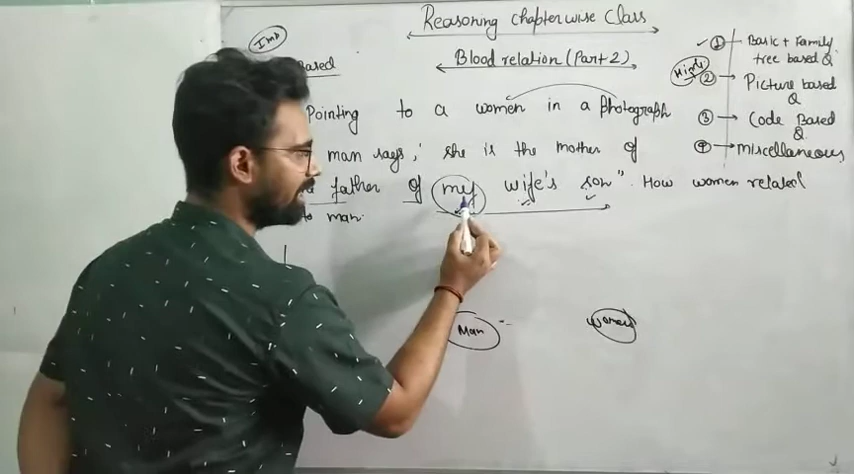 Reasoning chapterwise Class
Imp
Based
Blood relation (Part 2)
① Basic + Family tree based Q
Hindi
② → Picture based Q
③ → Code Based Q
④ → miscellaneous
Pointing to a women in a photograph
man says, "she is the mother of
father of my wife's son". How women related
to man.
Man
Women